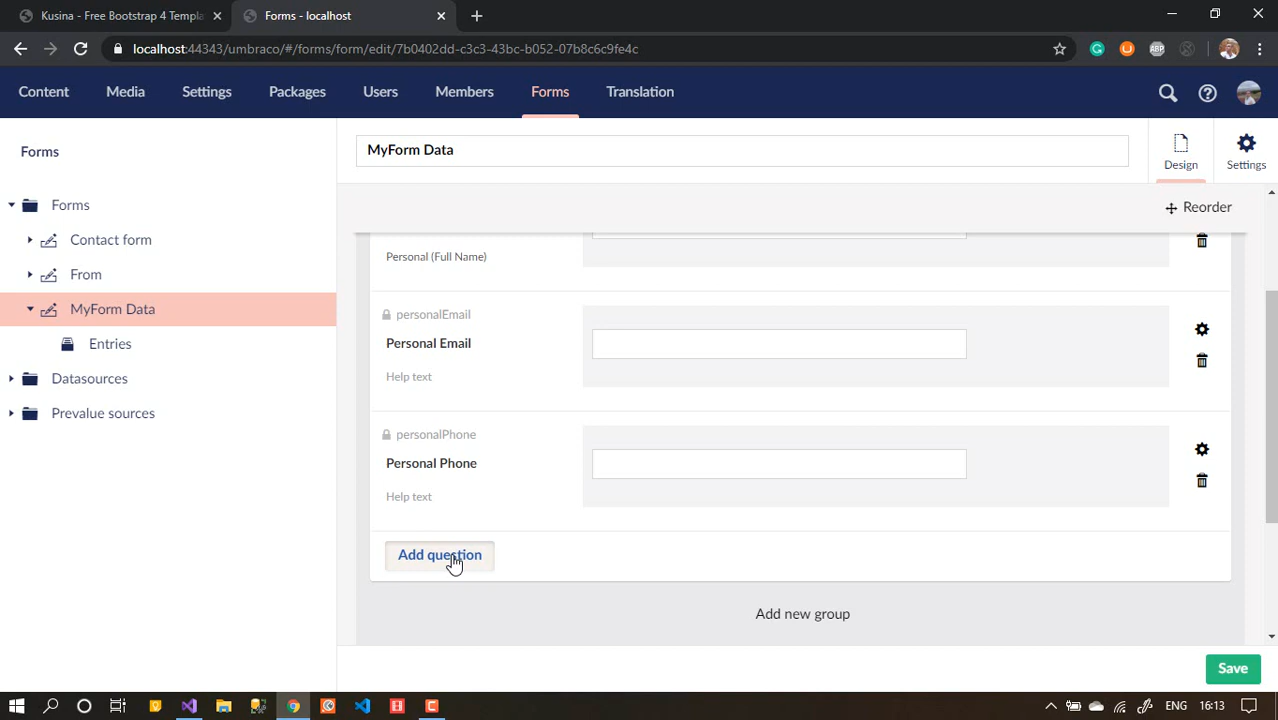 Kusina - Free Bootstrap 4 Templa
Forms - localhost
localhost:44343/umbraco/#/forms/form/edit/7b0402dd-c3c3-43bc-b052-07b8c6c9fe4c
ABP
Content
Media
Settings
Packages
Users
Members
Forms
Translation
Forms
MyForm Data
Design
Settings
Reorder
Forms
Contact form
From
MyForm Data
Entries
Datasources
Prevalue sources
Personal (Full Name)
personalEmail
Personal Email
Help text
personalPhone
Personal Phone
Help text
Add question
Add new group
Save
ENG
16:13